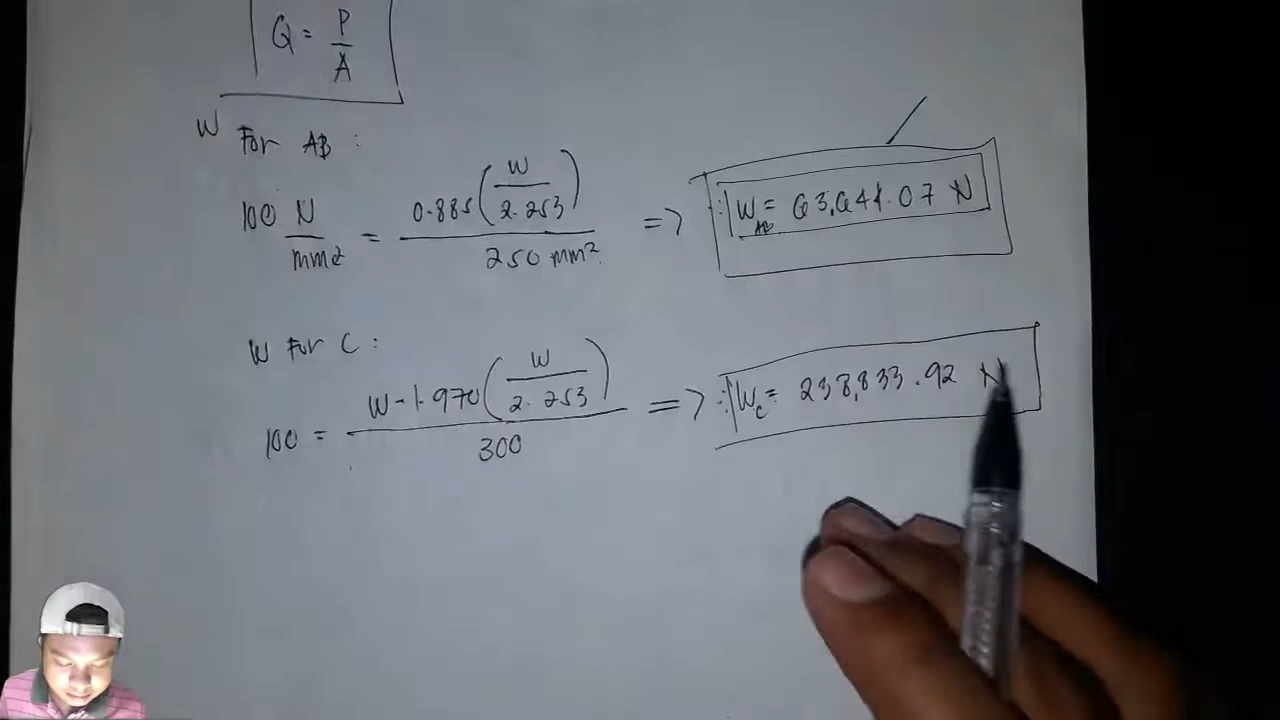 Q = P/A
W For AB :
100 N/mm² = 0.885(W/2.253)/250 mm² => ∴ W_AB = 63,644.07 N
W For C :
100 = W-1.970(W/2.253)/300 => ∴ W_C = 238,833.92 N